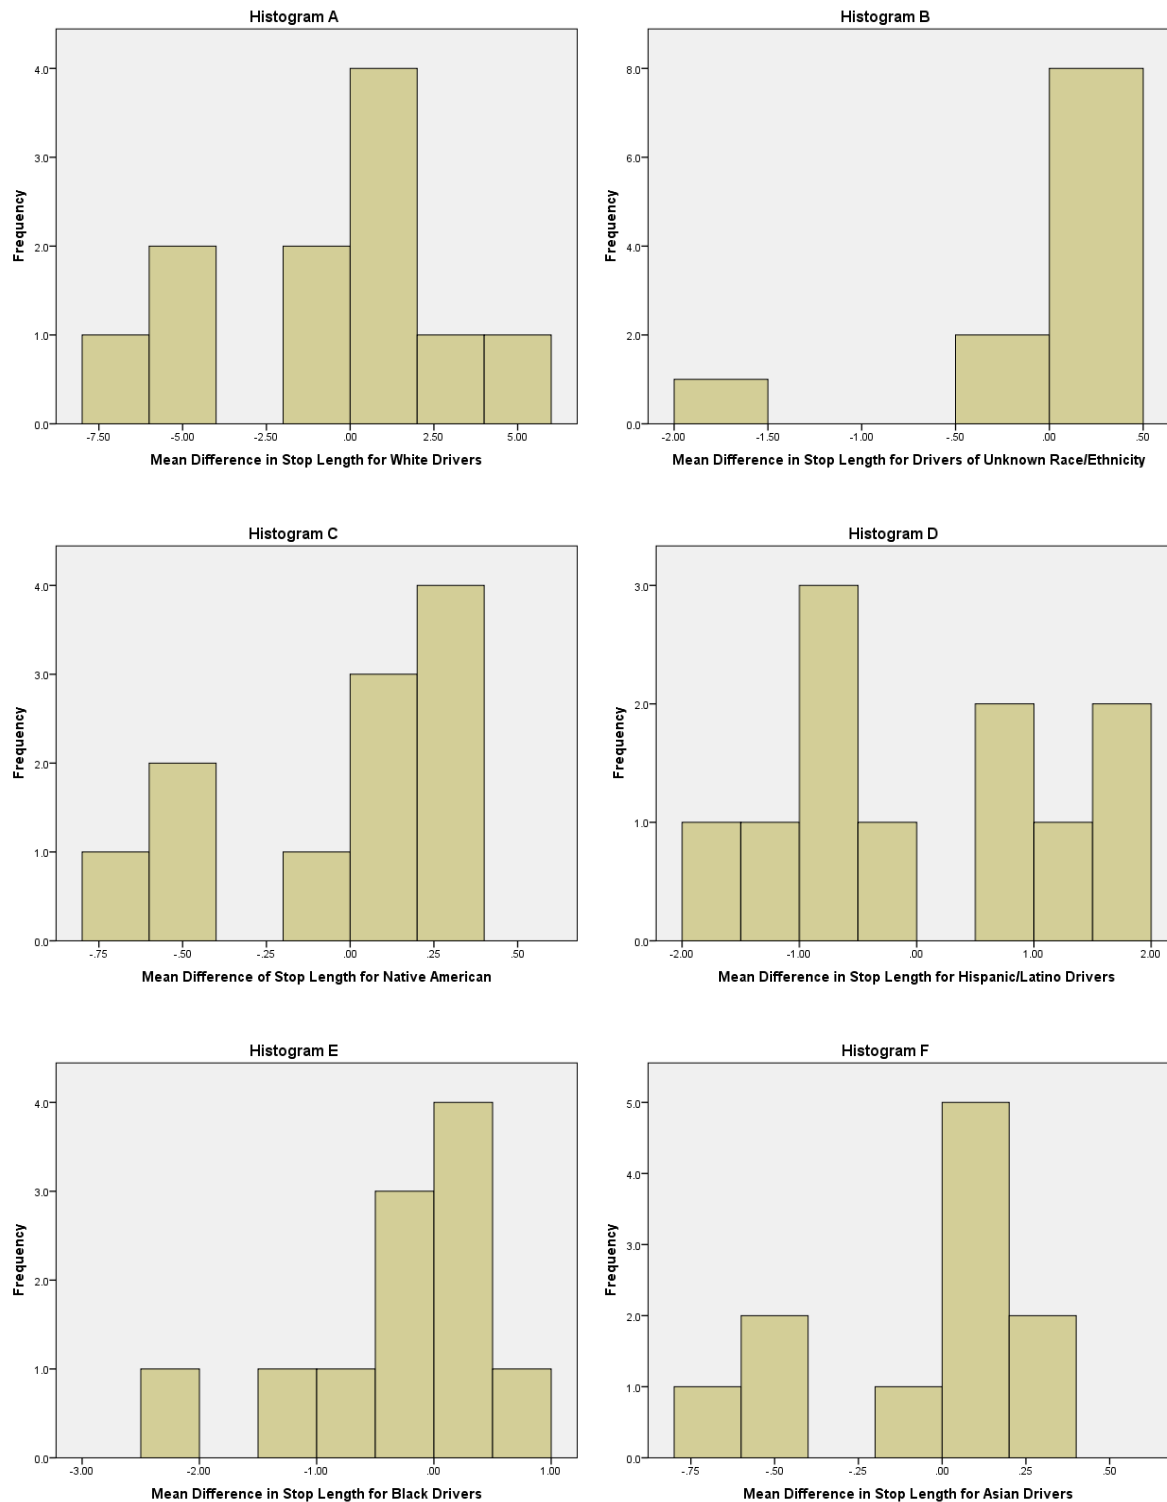 Histogram A
4.0
3.0
2.0
1.0
0.0
Frequency
-7.50 -5.00 -2.50 .00 2.50 5.00
Mean Difference in Stop Length for White Drivers
Histogram B
8.0
6.0
4.0
2.0
0.0
Frequency
-2.00 -1.50 -1.00 -.50 .00 .50
Mean Difference in Stop Length for Drivers of Unknown Race/Ethnicity
Histogram C
4.0
3.0
2.0
1.0
0.0
Frequency
-.75 -.50 -.25 .00 .25 .50
Mean Difference of Stop Length for Native American
Histogram D
3.0
2.0
1.0
0.0
Frequency
-2.00 -1.00 .00 1.00 2.00
Mean Difference in Stop Length for Hispanic/Latino Drivers
Histogram E
4.0
3.0
2.0
1.0
0.0
Frequency
-3.00 -2.00 -1.00 .00 1.00
Mean Difference in Stop Length for Black Drivers
Histogram F
5.0
4.0
3.0
2.0
1.0
0.0
Frequency
-.75 -.50 -.25 .00 .25 .50
Mean Difference in Stop Length for Asian Drivers